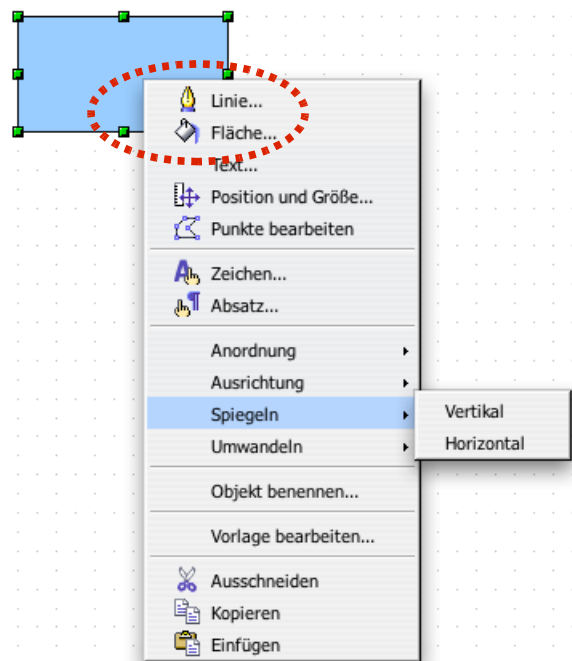 Linie...
Fläche...
Text...
Position und Größe...
Punkte bearbeiten
Zeichen...
Absatz...
Anordnung
Ausrichtung
Spiegeln
Vertikal
Umwandeln
Horizontal
Objekt benennen...
Vorlage bearbeiten...
Ausschneiden
Kopieren
Einfügen